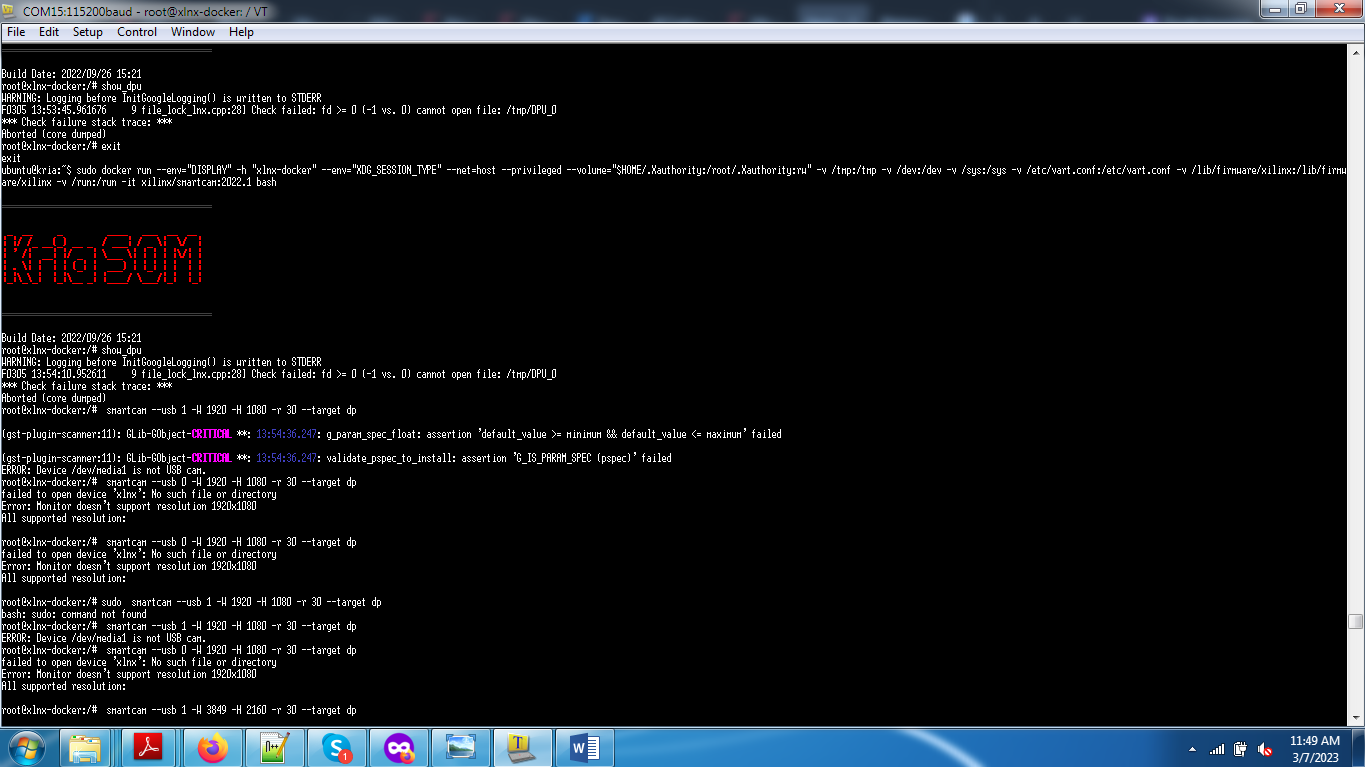 COM15:115200baud - root@xlnx-docker: / VT
File Edit Setup Control Window Help
Build Date: 2022/09/26 15:21
root@xlnx-docker:/# show_dpu
WARNING: Logging before InitGoogleLogging() is written to STDERR
F0305 13:53:45.961676     9 file_lock_lnx.cpp:28] Check failed: fd >= 0 (-1 vs. 0) cannot open file: /tmp/DPU_0
*** Check failure stack trace: ***
Aborted (core dumped)
root@xlnx-docker:/# exit
exit
ubuntu@kria:~$ sudo docker run --env="DISPLAY" -h "xlnx-docker" --env="XDG_SESSION_TYPE" --net=host --privileged --volume="$HOME/.Xauthority:/root/.Xauthority:rw" -v /tmp:/tmp -v /dev:/dev -v /sys:/sys -v /etc/vart.conf:/etc/vart.conf -v /lib/firmware/xilinx:/lib/firmw
are/xilinx -v /run:/run -it xilinx/smartcam:2022.1 bash
KriaSOM
Build Date: 2022/09/26 15:21
root@xlnx-docker:/# show_dpu
WARNING: Logging before InitGoogleLogging() is written to STDERR
F0305 13:54:10.952611     9 file_lock_lnx.cpp:28] Check failed: fd >= 0 (-1 vs. 0) cannot open file: /tmp/DPU_0
*** Check failure stack trace: ***
Aborted (core dumped)
root@xlnx-docker:/#  smartcam --usb 1 -W 1920 -H 1080 -r 30 --target dp
(gst-plugin-scanner:11): GLib-GObject-CRITICAL **: 13:54:36.247: g_param_spec_float: assertion 'default_value >= minimum && default_value <= maximum' failed
(gst-plugin-scanner:11): GLib-GObject-CRITICAL **: 13:54:36.247: validate_pspec_to_install: assertion 'G_IS_PARAM_SPEC (pspec)' failed
ERROR: Device /dev/media1 is not USB cam.
root@xlnx-docker:/#  smartcam --usb 0 -W 1920 -H 1080 -r 30 --target dp
failed to open device 'xlnx': No such file or directory
Error: Monitor doesn't support resolution 1920x1080
All supported resolution:
root@xlnx-docker:/#  smartcam --usb 0 -W 1920 -H 1080 -r 30 --target dp
failed to open device 'xlnx': No such file or directory
Error: Monitor doesn't support resolution 1920x1080
All supported resolution:
root@xlnx-docker:/# sudo  smartcam --usb 1 -W 1920 -H 1080 -r 30 --target dp
bash: sudo: command not found
root@xlnx-docker:/#  smartcam --usb 1 -W 1920 -H 1080 -r 30 --target dp
ERROR: Device /dev/media1 is not USB cam.
root@xlnx-docker:/#  smartcam --usb 0 -W 1920 -H 1080 -r 30 --target dp
failed to open device 'xlnx': No such file or directory
Error: Monitor doesn't support resolution 1920x1080
All supported resolution:
root@xlnx-docker:/#  smartcam --usb 1 -W 3849 -H 2160 -r 30 --target dp
11:49 AM
3/7/2023